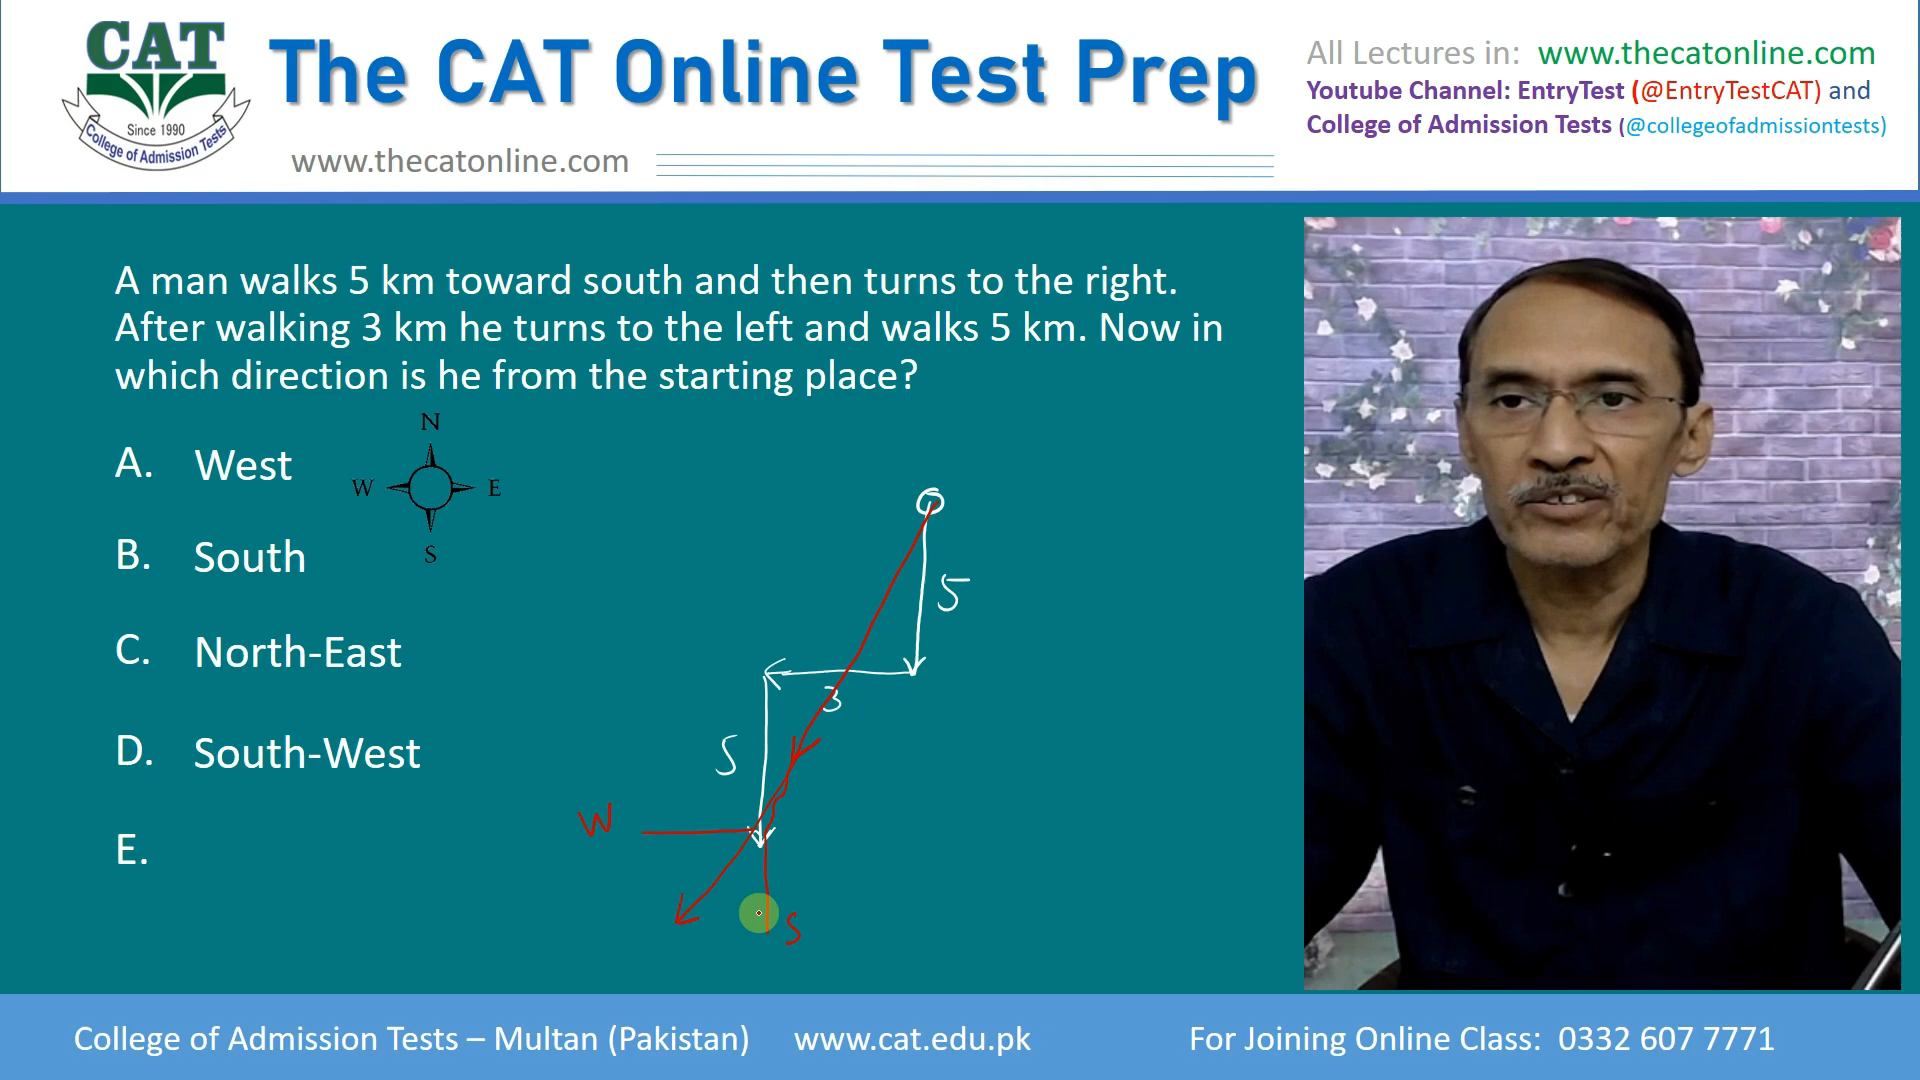 CAT
Since 1990
College of Admission Tests
The CAT Online Test Prep
www.thecatonline.com
All Lectures in: www.thecatonline.com
Youtube Channel: EntryTest (@EntryTestCAT) and
College of Admission Tests (@collegeofadmissiontests)
A man walks 5 km toward south and then turns to the right.
After walking 3 km he turns to the left and walks 5 km. Now in
which direction is he from the starting place?
A. West
B. South
C. North-East
D. South-West
E.
N
W E
S
5
3
5
W
S
College of Admission Tests – Multan (Pakistan) www.cat.edu.pk For Joining Online Class: 0332 607 7771